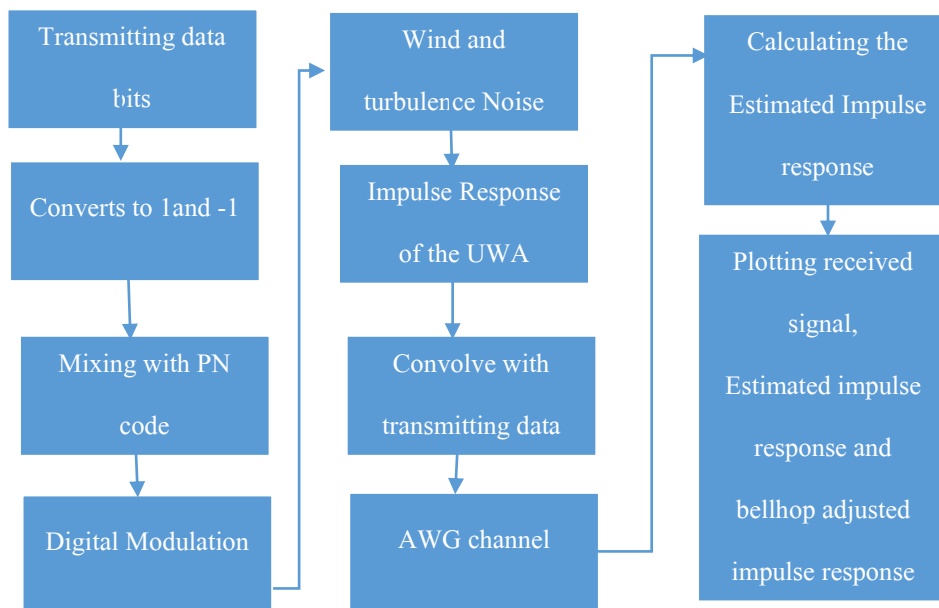 Transmitting data
bits
Converts to 1and -1
Mixing with PN
code
Digital Modulation
Wind and
turbulence Noise
Impulse Response
of the UWA
Convolve with
transmitting data
AWG channel
Calculating the
Estimated Impulse
response
Plotting received
signal,
Estimated impulse
response and
bellhop adjusted
impulse response